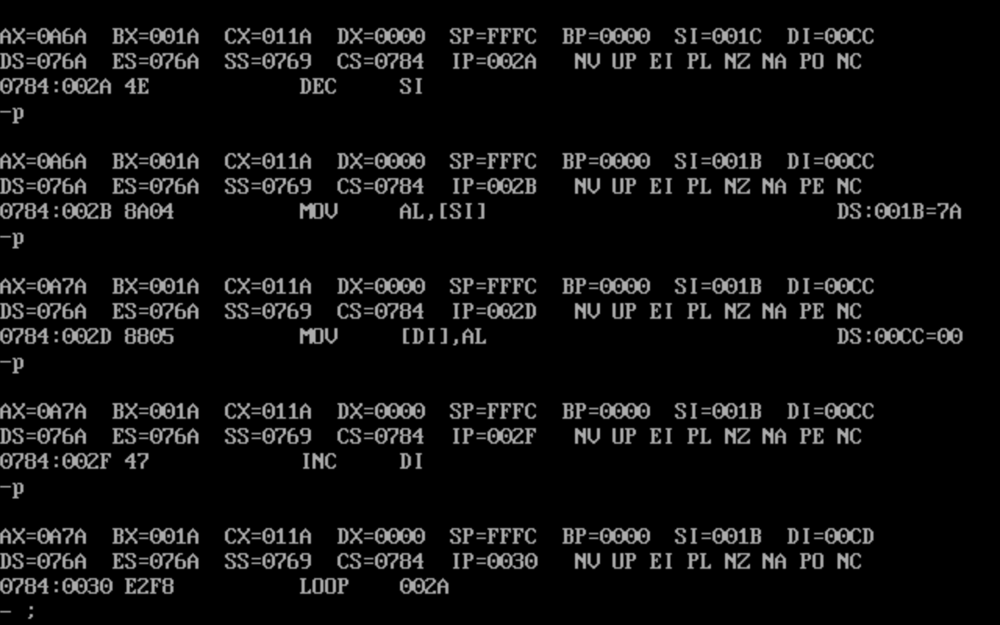 AX=0A6A  BX=001A  CX=011A  DX=0000  SP=FFFC  BP=0000  SI=001C  DI=00CC
DS=076A  ES=076A  SS=0769  CS=0784  IP=002A   NV UP EI PL NZ NA PO NC
0784:002A 4E            DEC     SI
-p
AX=0A6A  BX=001A  CX=011A  DX=0000  SP=FFFC  BP=0000  SI=001B  DI=00CC
DS=076A  ES=076A  SS=0769  CS=0784  IP=002B   NV UP EI PL NZ NA PE NC
0784:002B 8A04          MOV     AL,[SI]                            DS:001B=7A
-p
AX=0A7A  BX=001A  CX=011A  DX=0000  SP=FFFC  BP=0000  SI=001B  DI=00CC
DS=076A  ES=076A  SS=0769  CS=0784  IP=002D   NV UP EI PL NZ NA PE NC
0784:002D 8805          MOV     [DI],AL                            DS:00CC=00
-p
AX=0A7A  BX=001A  CX=011A  DX=0000  SP=FFFC  BP=0000  SI=001B  DI=00CC
DS=076A  ES=076A  SS=0769  CS=0784  IP=002F   NV UP EI PL NZ NA PE NC
0784:002F 47            INC     DI
-p
AX=0A7A  BX=001A  CX=011A  DX=0000  SP=FFFC  BP=0000  SI=001B  DI=00CD
DS=076A  ES=076A  SS=0769  CS=0784  IP=0030   NV UP EI PL NZ NA PO NC
0784:0030 E2F8          LOOP    002A
- ;